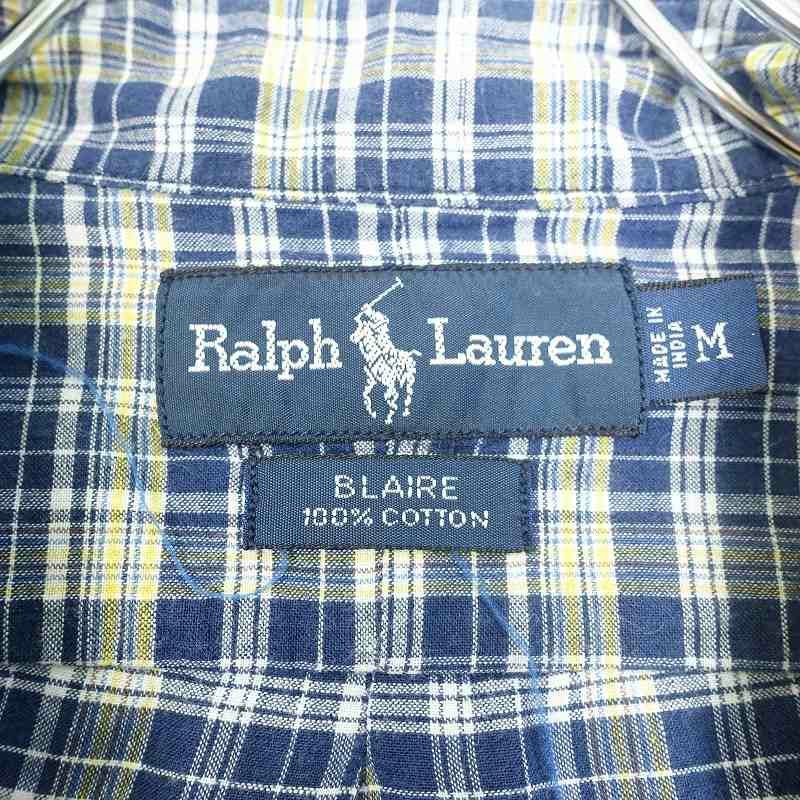 Ralph Lauren
MADE IN
INDIA
M
BLAIRE
100% COTTON